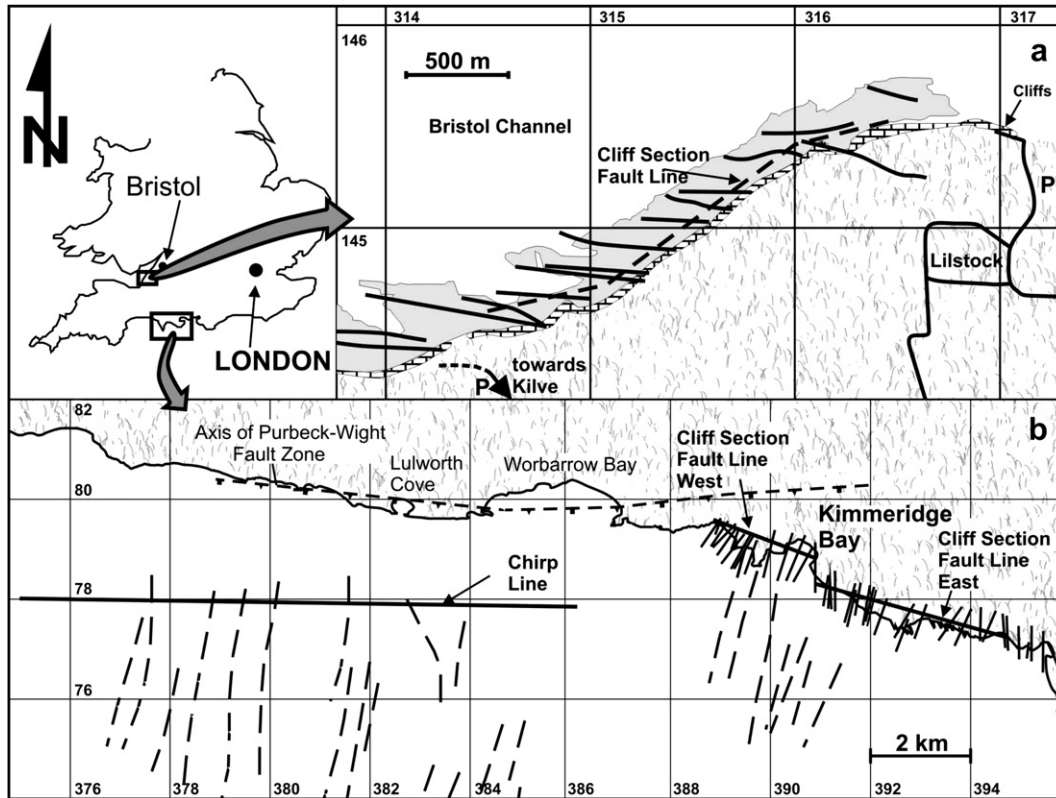 N
Bristol
LONDON
314
315
316
317
146
145
500 m
a
Bristol Channel
Cliffs
Cliff Section
Fault Line
P
Lilstock
towards
Kilve
P
82
80
78
76
b
Axis of Purbeck-Wight
Fault Zone
Lulworth
Cove
Worbarrow Bay
Cliff Section
Fault Line
West
Kimmeridge
Bay
Cliff Section
Fault Line
East
Chirp
Line
2 km
376
378
380
382
384
386
388
390
392
394